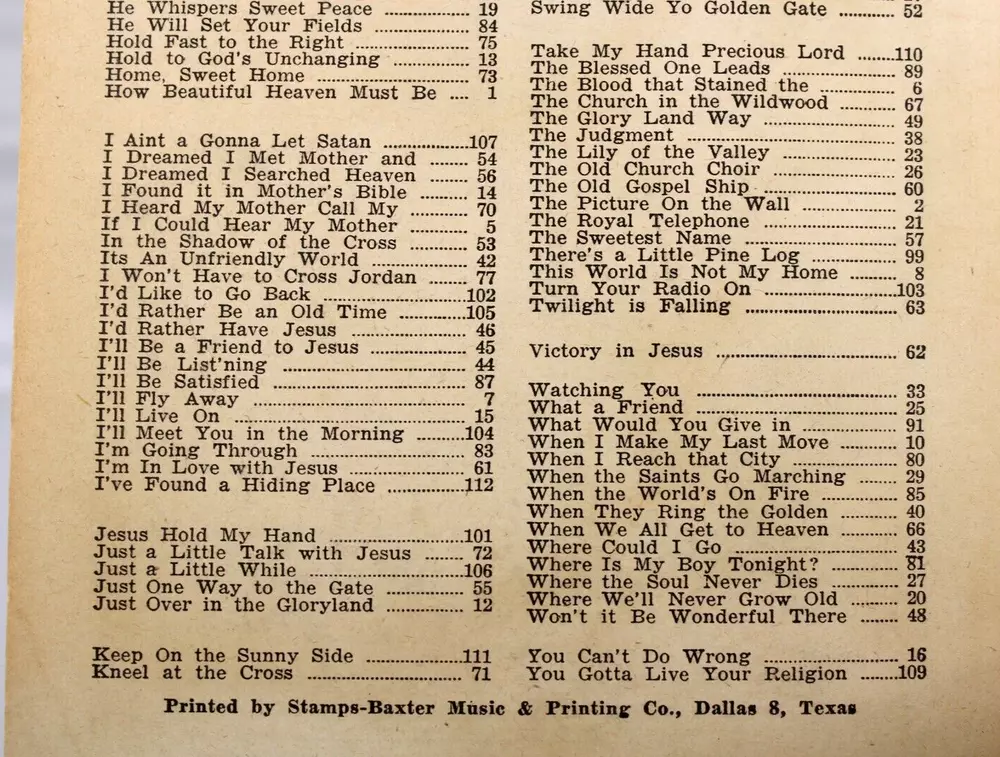 He Whispers Sweet Peace ............... 19
He Will Set Your Fields ............... 84
Hold Fast to the Right ............... 75
Hold to God's Unchanging ............ 13
Home, Sweet Home ............... 73
How Beautiful Heaven Must Be .... 1
I Aint a Gonna Let Satan ...............107
I Dreamed I Met Mother and ....... 54
I Dreamed I Searched Heaven ....... 56
I Found it in Mother's Bible ....... 14
I Heard My Mother Call My ........... 70
If I Could Hear My Mother ........... 5
In the Shadow of the Cross ........... 53
Its An Unfriendly World ............... 42
I Won't Have to Cross Jordan ....... 77
I'd Like to Go Back ...............102
I'd Rather Be an Old Time ............105
I'd Rather Have Jesus ............... 46
I'll Be a Friend to Jesus ............... 45
I'll Be List'ning ............... 44
I'll Be Satisfied ............... 87
I'll Fly Away ............... 7
I'll Live On ............... 15
I'll Meet You in the Morning .........104
I'm Going Through ............... 83
I'm In Love with Jesus ............... 61
I've Found a Hiding Place ............112
Jesus Hold My Hand ...............101
Just a Little Talk with Jesus ....... 72
Just a Little While ...............106
Just One Way to the Gate ............ 55
Just Over in the Gloryland ............ 12
Keep On the Sunny Side ...............111
Kneel at the Cross ............... 71
Swing Wide Yo Golden Gate ........... 52
Take My Hand Precious Lord ........110
The Blessed One Leads ............... 89
The Blood that Stained the ............ 6
The Church in the Wildwood ............ 67
The Glory Land Way ............... 49
The Judgment ............... 38
The Lily of the Valley ............... 23
The Old Church Choir ............... 26
The Old Gospel Ship ............... 60
The Picture On the Wall ............... 2
The Royal Telephone ............... 21
The Sweetest Name ............... 57
There's a Little Pine Log ............... 99
This World Is Not My Home ......... 8
Turn Your Radio On ...............103
Twilight is Falling ............... 63
Victory in Jesus ............... 62
Watching You ............... 33
What a Friend ............... 25
What Would You Give in ............... 91
When I Make My Last Move ........... 10
When I Reach that City ............... 80
When the Saints Go Marching ....... 29
When the World's On Fire ............ 85
When They Ring the Golden ......... 40
When We All Get to Heaven ......... 66
Where Could I Go ............... 43
Where Is My Boy Tonight? ............ 81
Where the Soul Never Dies ............ 27
Where We'll Never Grow Old ......... 20
Won't it Be Wonderful There ........ 48
You Can't Do Wrong ............... 16
You Gotta Live Your Religion .......109
Printed by Stamps-Baxter Music & Printing Co., Dallas 8, Texas